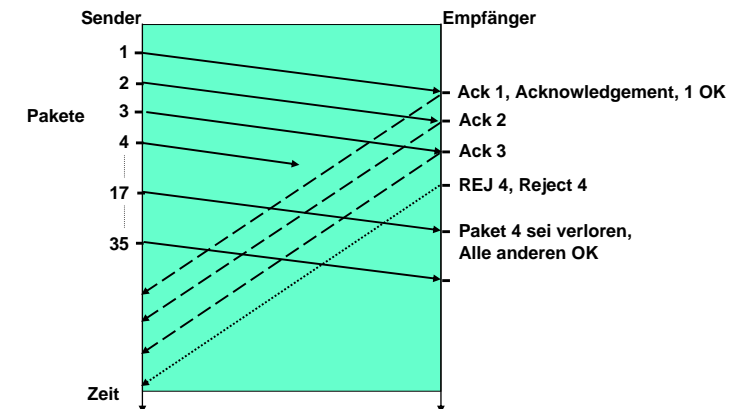 Sender
Empfänger
1
2
3
Pakete
4
17
35
Ack 1, Acknowledgement, 1 OK
Ack 2
Ack 3
REJ 4, Reject 4
Paket 4 sei verloren,
Alle anderen OK
Zeit